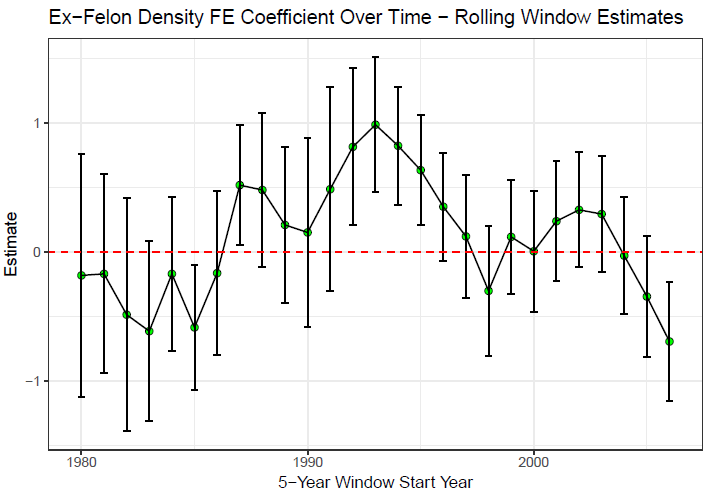 Ex−Felon Density FE Coefficient Over Time − Rolling Window Estimates
Estimate
1
0
−1
1980
1990
2000
5−Year Window Start Year